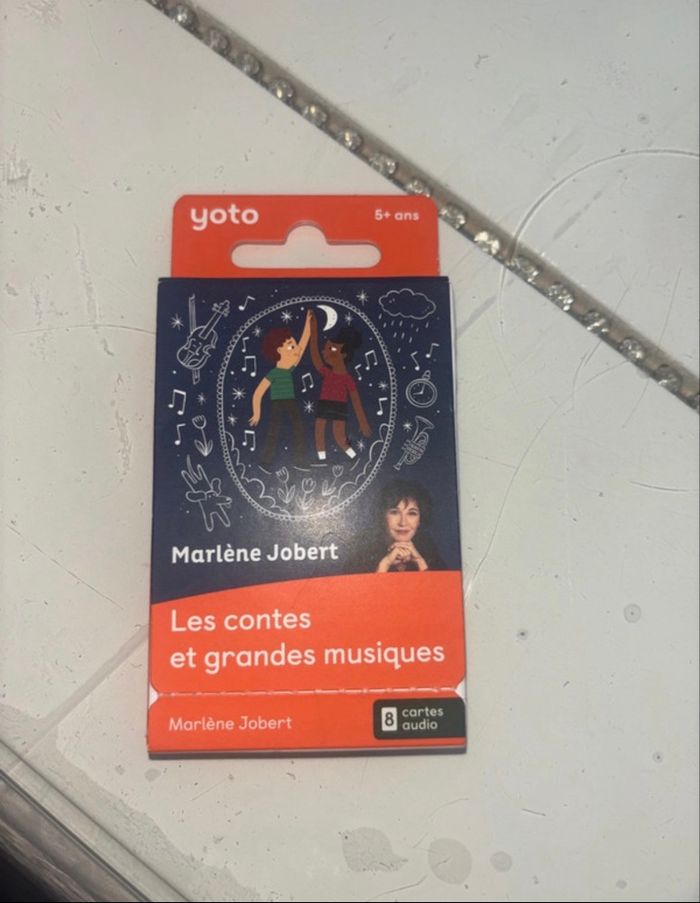 yoto
5+ ans
Marlène Jobert
Les contes
et grandes musiques
Marlène Jobert
8 cartes
audio